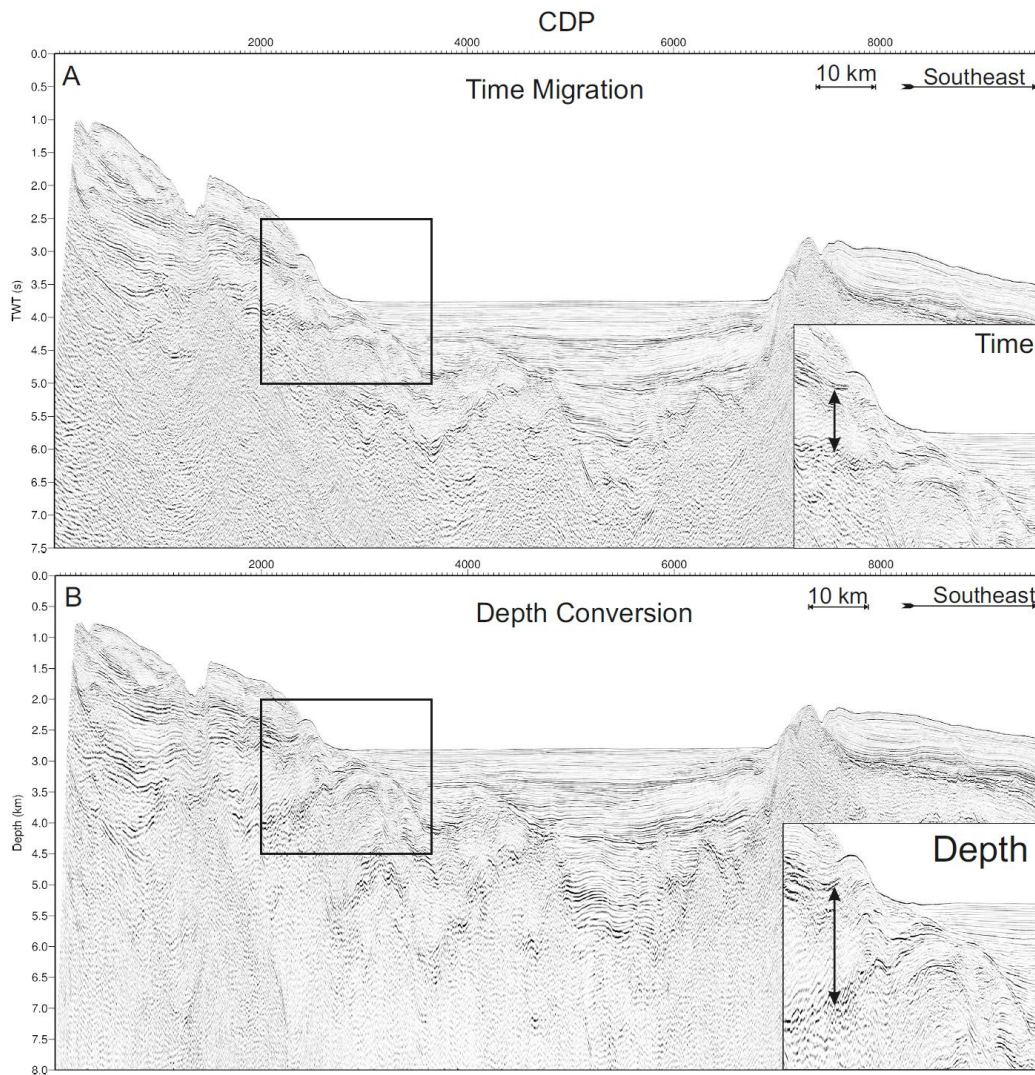 CDP
2000 4000 6000 8000
A
Time Migration
10 km
Southeast
0.0
0.5
1.0
1.5
2.0
2.5
3.0
3.5
4.0
4.5
5.0
5.5
6.0
6.5
7.0
7.5
TWT (s)
Time
2000 4000 6000 8000
B
Depth Conversion
10 km
Southeast
0.0
0.5
1.0
1.5
2.0
2.5
3.0
3.5
4.0
4.5
5.0
5.5
6.0
6.5
7.0
7.5
8.0
Depth (km)
Depth